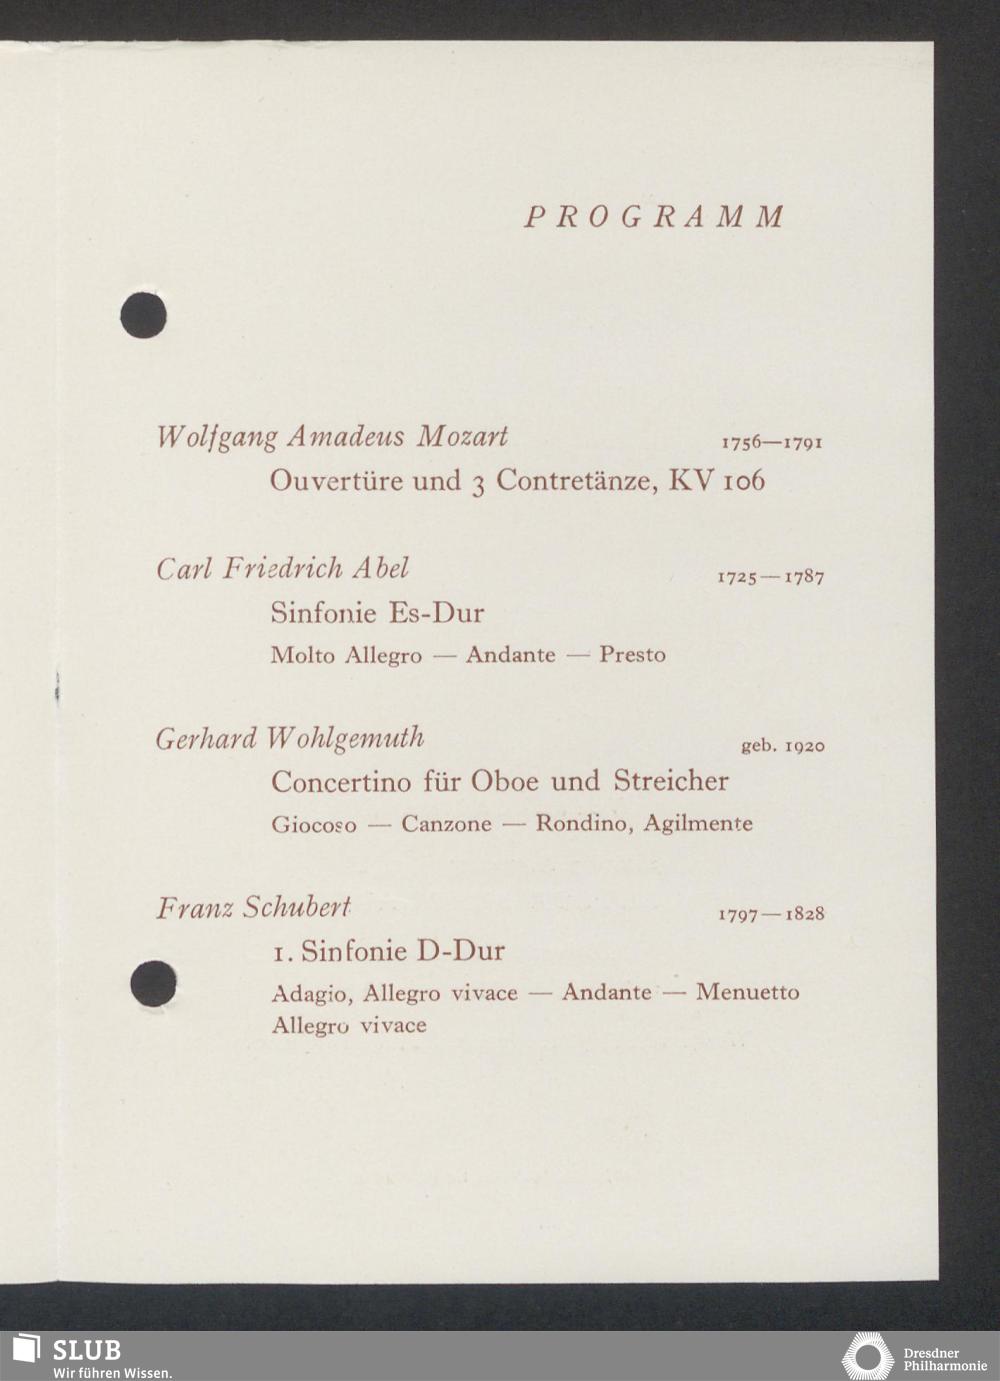 PROGRAMM
Wolfgang Amadeus Mozart 1756—1791
Ouvertüre und 3 Contretänze, KV 106
Carl Friedrich Abel 1725—1787
Sinfonie Es-Dur
Molto Allegro — Andante — Presto
Gerhard Wohlgemuth geb. 1920
Concertino für Oboe und Streicher
Giocoso — Canzone — Rondino, Agilmente
Franz Schubert 1797—1828
1. Sinfonie D-Dur
Adagio, Allegro vivace — Andante — Menuetto
Allegro vivace
SLUB
Wir führen Wissen.
Dresdner
Philharmonie